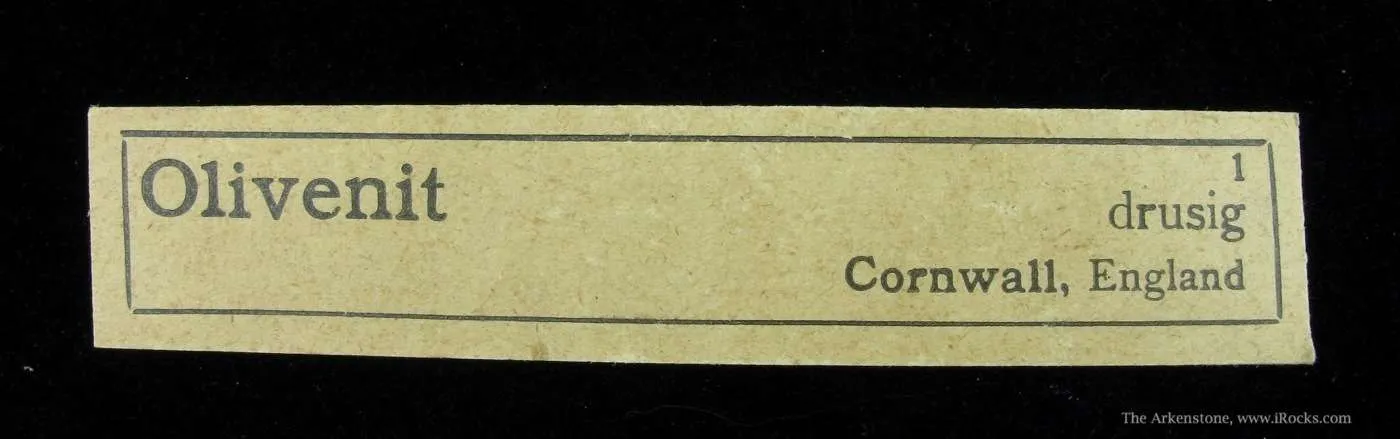 Olivenit
1
drusig
Cornwall, England
The Arkenstone, www.iRocks.com